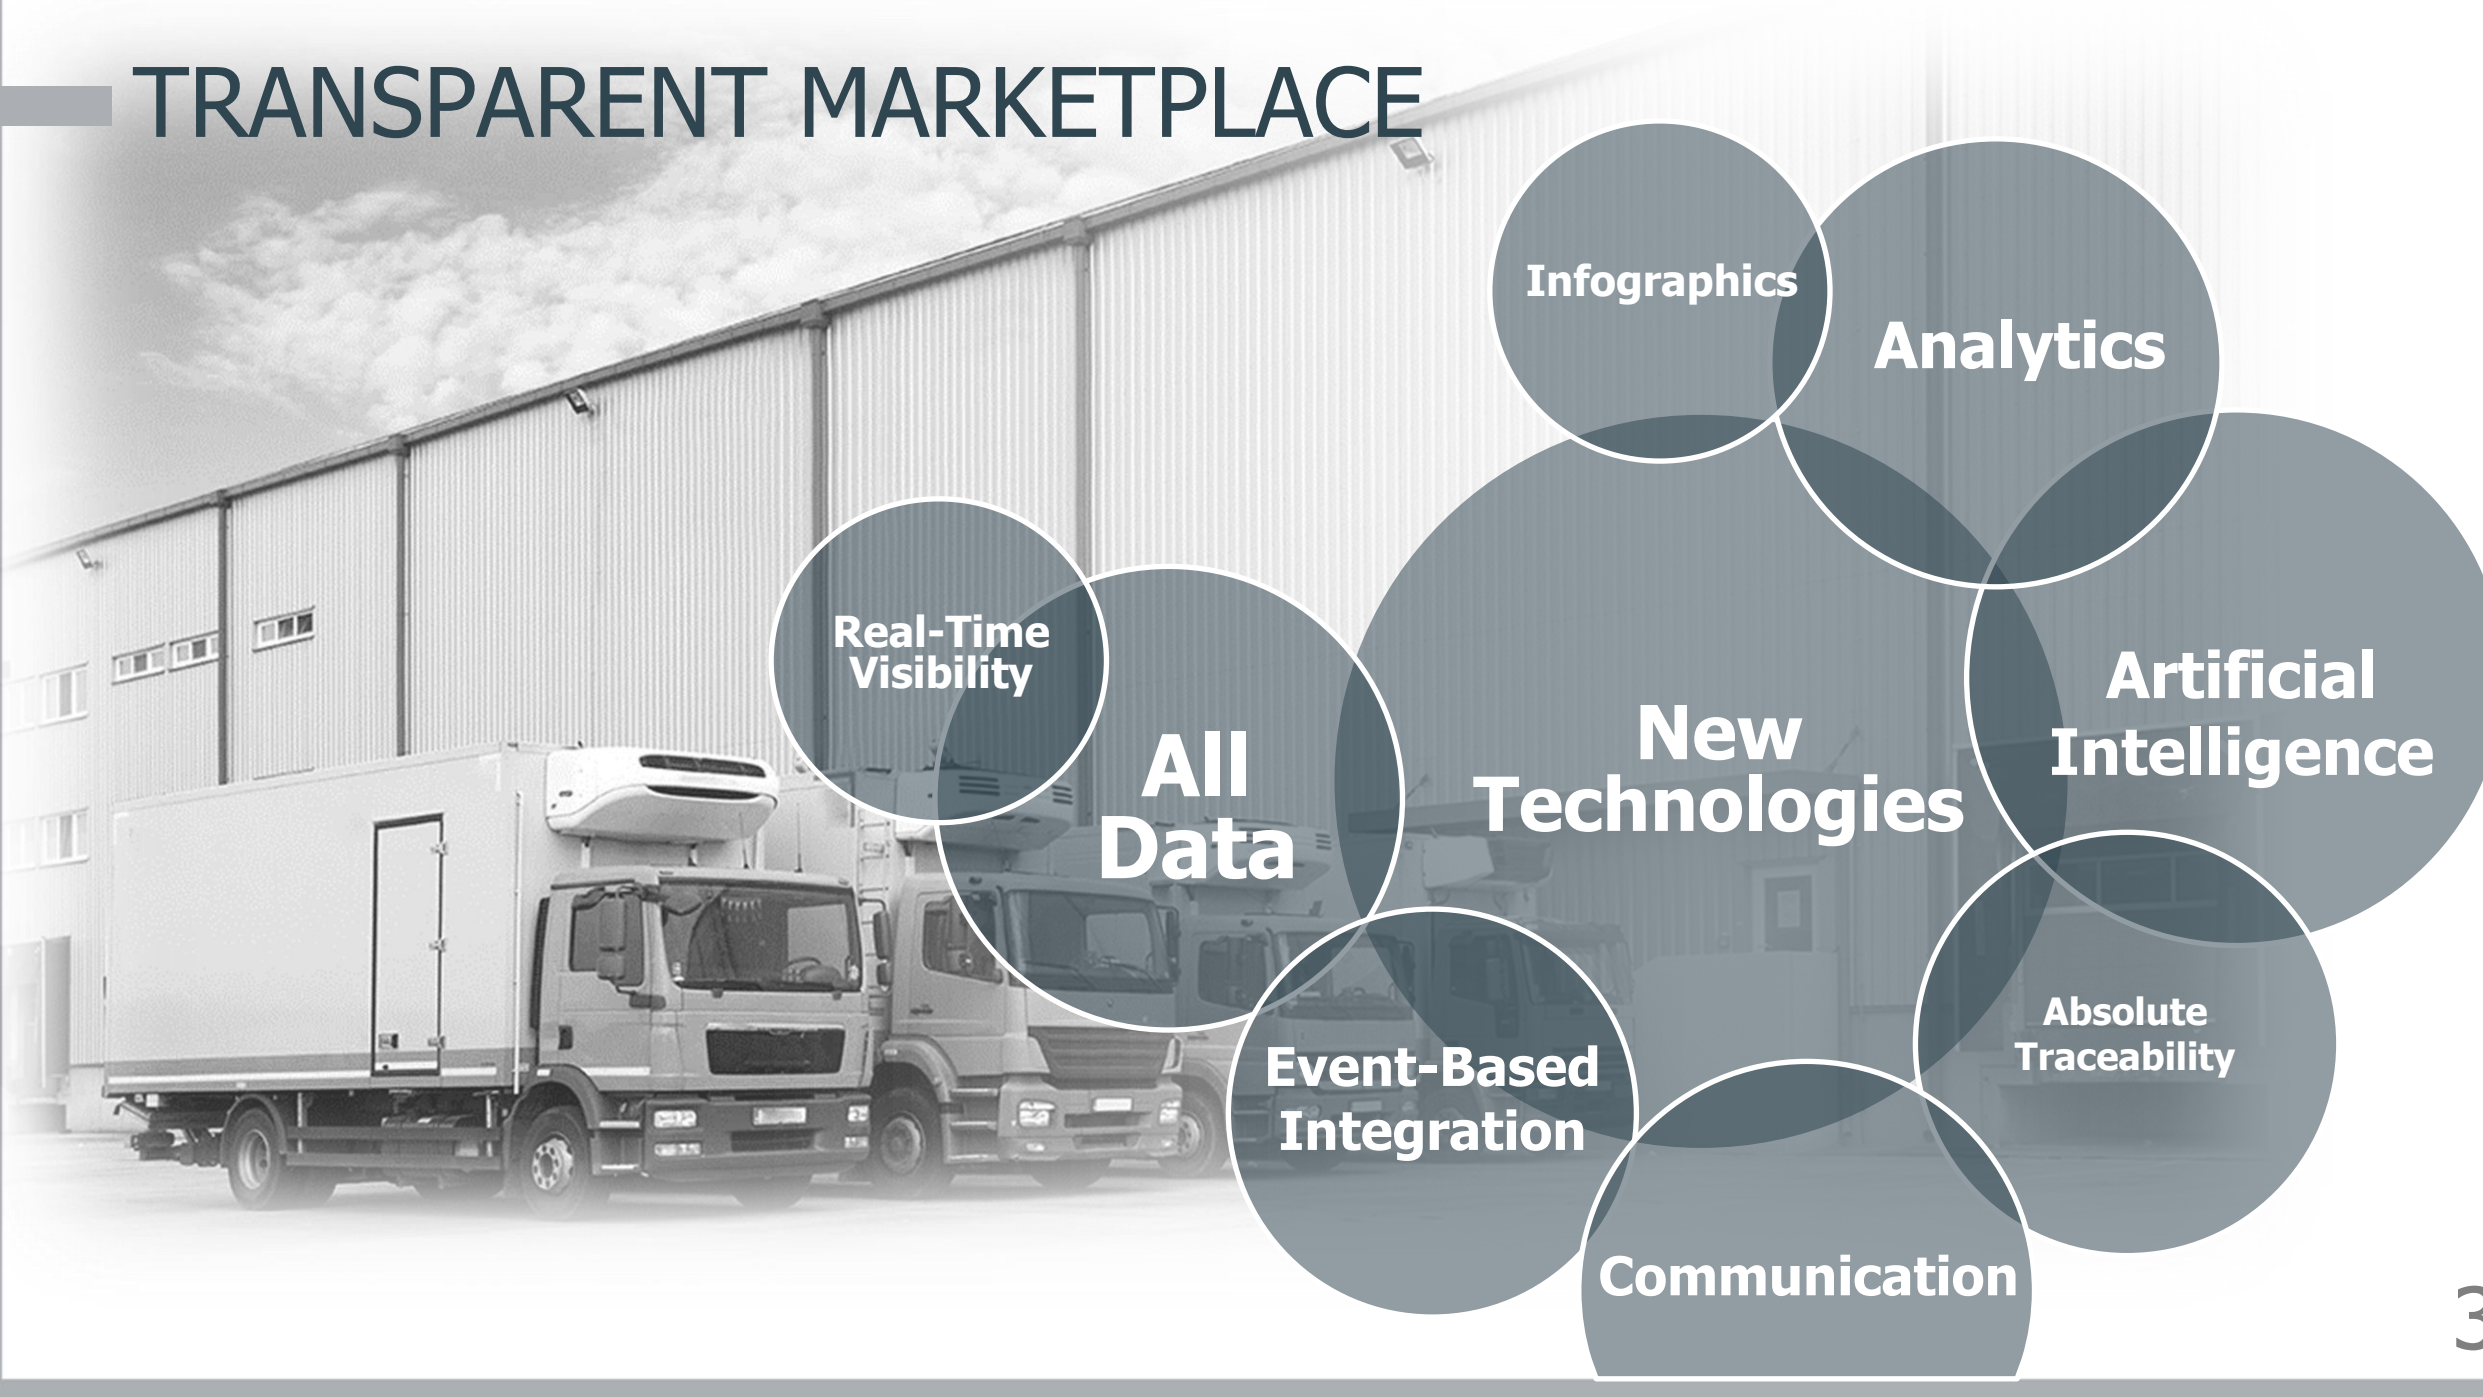 TRANSPARENT MARKETPLACE
Infographics
Analytics
Real-Time
Visibility
All
Data
New
Technologies
Artificial
Intelligence
Event-Based
Integration
Absolute
Traceability
Communication
3